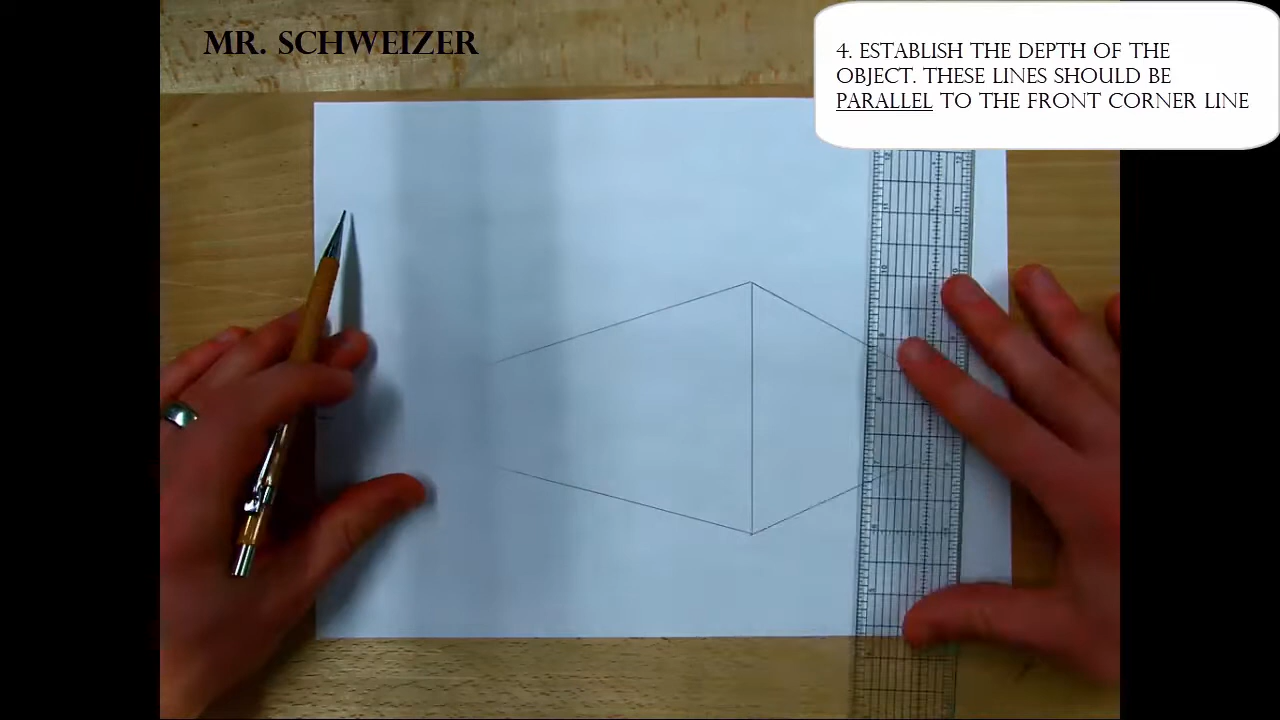 MR. SCHWEIZER
4. ESTABLISH THE DEPTH OF THE
OBJECT. THESE LINES SHOULD BE
PARALLEL TO THE FRONT CORNER LINE